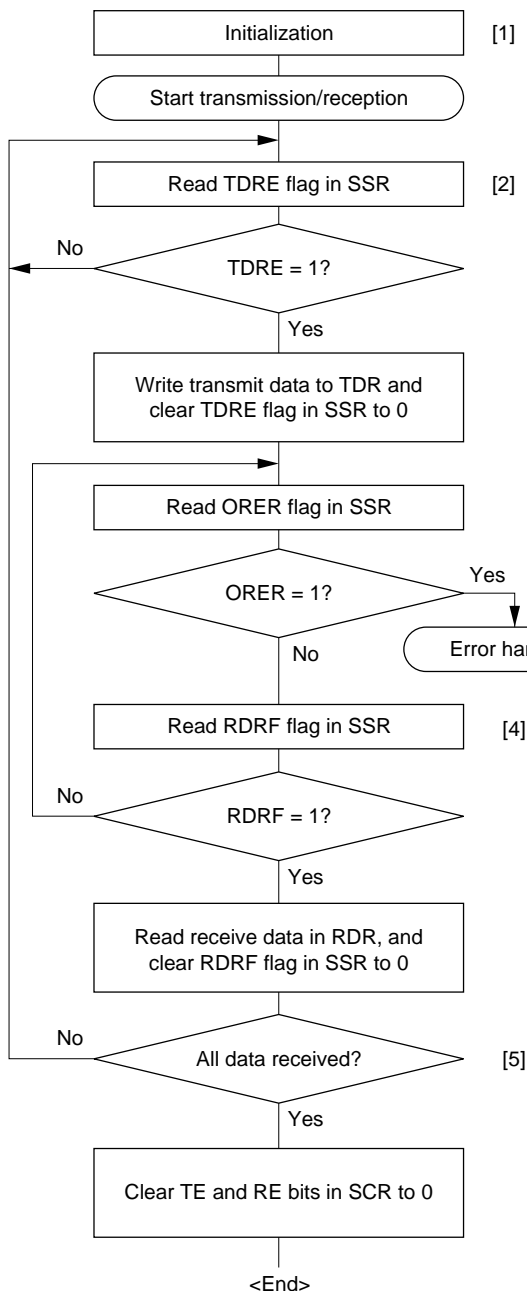 Initialization [1]
Start transmission/reception
Read TDRE flag in SSR [2]
No
TDRE = 1?
Yes
Write transmit data to TDR and
clear TDRE flag in SSR to 0
Read ORER flag in SSR
Yes
ORER = 1?
Error
No
Read RDRF flag in SSR [4]
No
RDRF = 1?
Yes
Read receive data in RDR, and
clear RDRF flag in SSR to 0
No
All data received? [5]
Yes
Clear TE and RE bits in SCR to 0
<End>